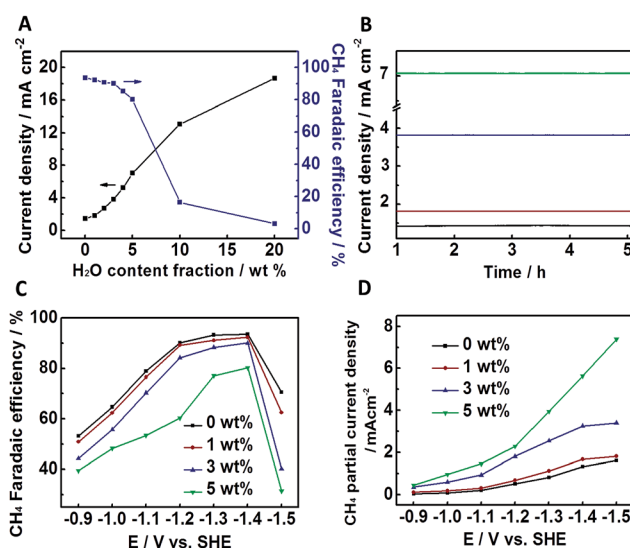 A
Current density / mA cm⁻²
20
16
12
8
4
0
100
90
80
70
60
50
40
30
20
10
0
CH₄ Faradaic efficiency / %
0 5 10 15 20
H₂O content fraction / wt %
B
Current density / mA cm⁻²
7
4
3
2
1 2 3 4 5
Time / h
C
CH₄ Faradaic efficiency / %
100
80
60
40
0 wt%
1 wt%
3 wt%
5 wt%
-0.9 -1.0 -1.1 -1.2 -1.3 -1.4 -1.5
E / V vs. SHE
D
CH₄ partial current density
/ mAcm⁻²
8
6
4
2
0
0 wt%
1 wt%
3 wt%
5 wt%
-0.9 -1.0 -1.1 -1.2 -1.3 -1.4 -1.5
E / V vs. SHE